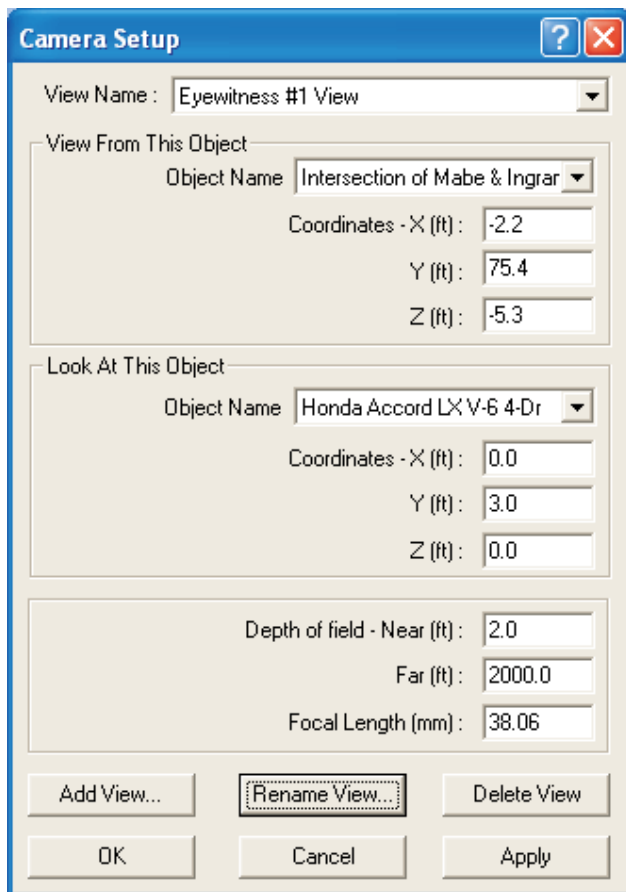 Camera Setup
View Name : Eyewitness #1 View
View From This Object
Object Name Intersection of Mabe & Ingrar
Coordinates - X (ft) : -2.2
Y (ft) : 75.4
Z (ft) : -5.3
Look At This Object
Object Name Honda Accord LX V-6 4-Dr
Coordinates - X (ft) : 0.0
Y (ft) : 3.0
Z (ft) : 0.0
Depth of field - Near (ft) : 2.0
Far (ft) : 2000.0
Focal Length (mm) : 38.06
Add View... Rename View... Delete View
OK Cancel Apply